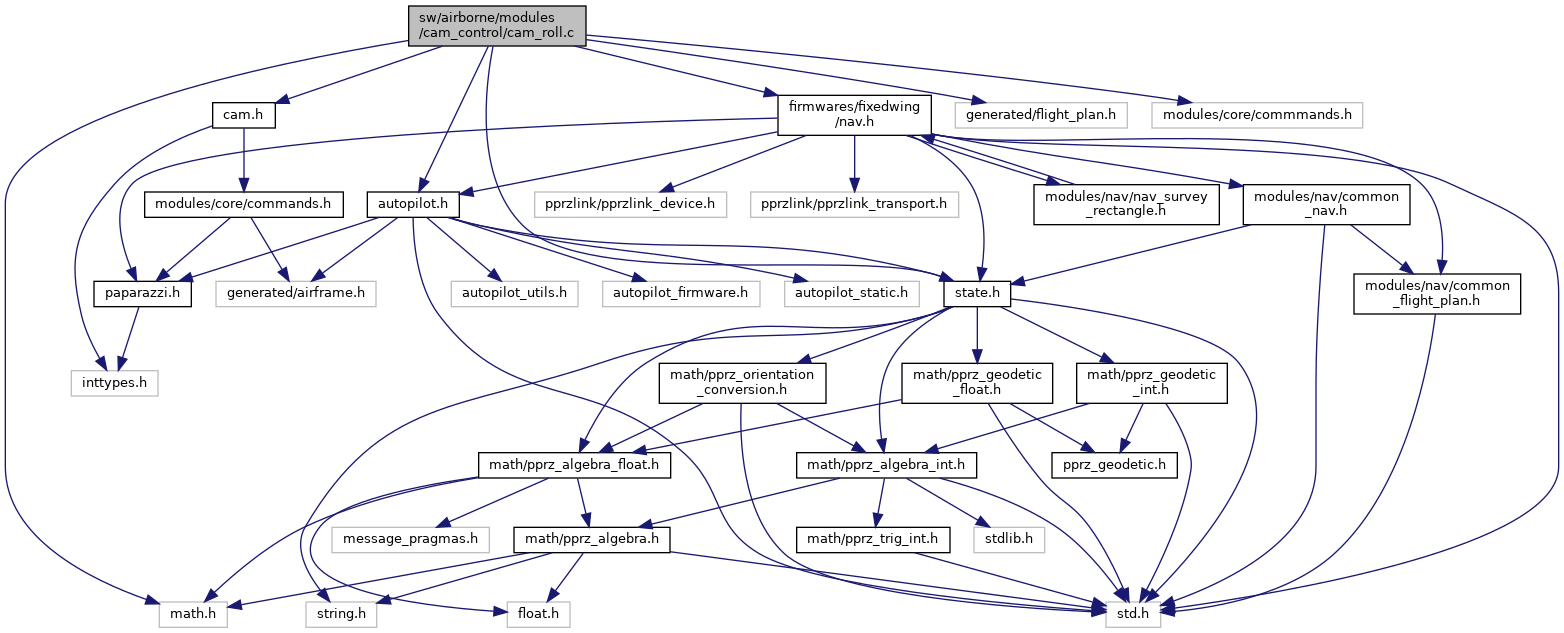 sw/airborne/modules
/cam_control/cam_roll.c
cam.h
firmwares/fixedwing
/nav.h
generated/flight_plan.h
modules/core/commmands.h
modules/core/commands.h
autopilot.h
pprzlink/pprzlink_device.h
pprzlink/pprzlink_transport.h
modules/nav/nav_survey
_rectangle.h
modules/nav/common
_nav.h
paparazzi.h
generated/airframe.h
autopilot_utils.h
autopilot_firmware.h
autopilot_static.h
state.h
modules/nav/common
_flight_plan.h
inttypes.h
math/pprz_orientation
_conversion.h
math/pprz_geodetic
_float.h
math/pprz_geodetic
_int.h
math/pprz_algebra_float.h
math/pprz_algebra_int.h
pprz_geodetic.h
message_pragmas.h
math/pprz_algebra.h
math/pprz_trig_int.h
stdlib.h
math.h
string.h
float.h
std.h